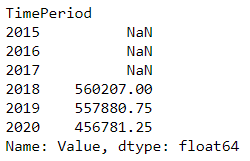 TimePeriod
2015          NaN
2016          NaN
2017          NaN
2018    560207.00
2019    557880.75
2020    456781.25
Name: Value, dtype: float64